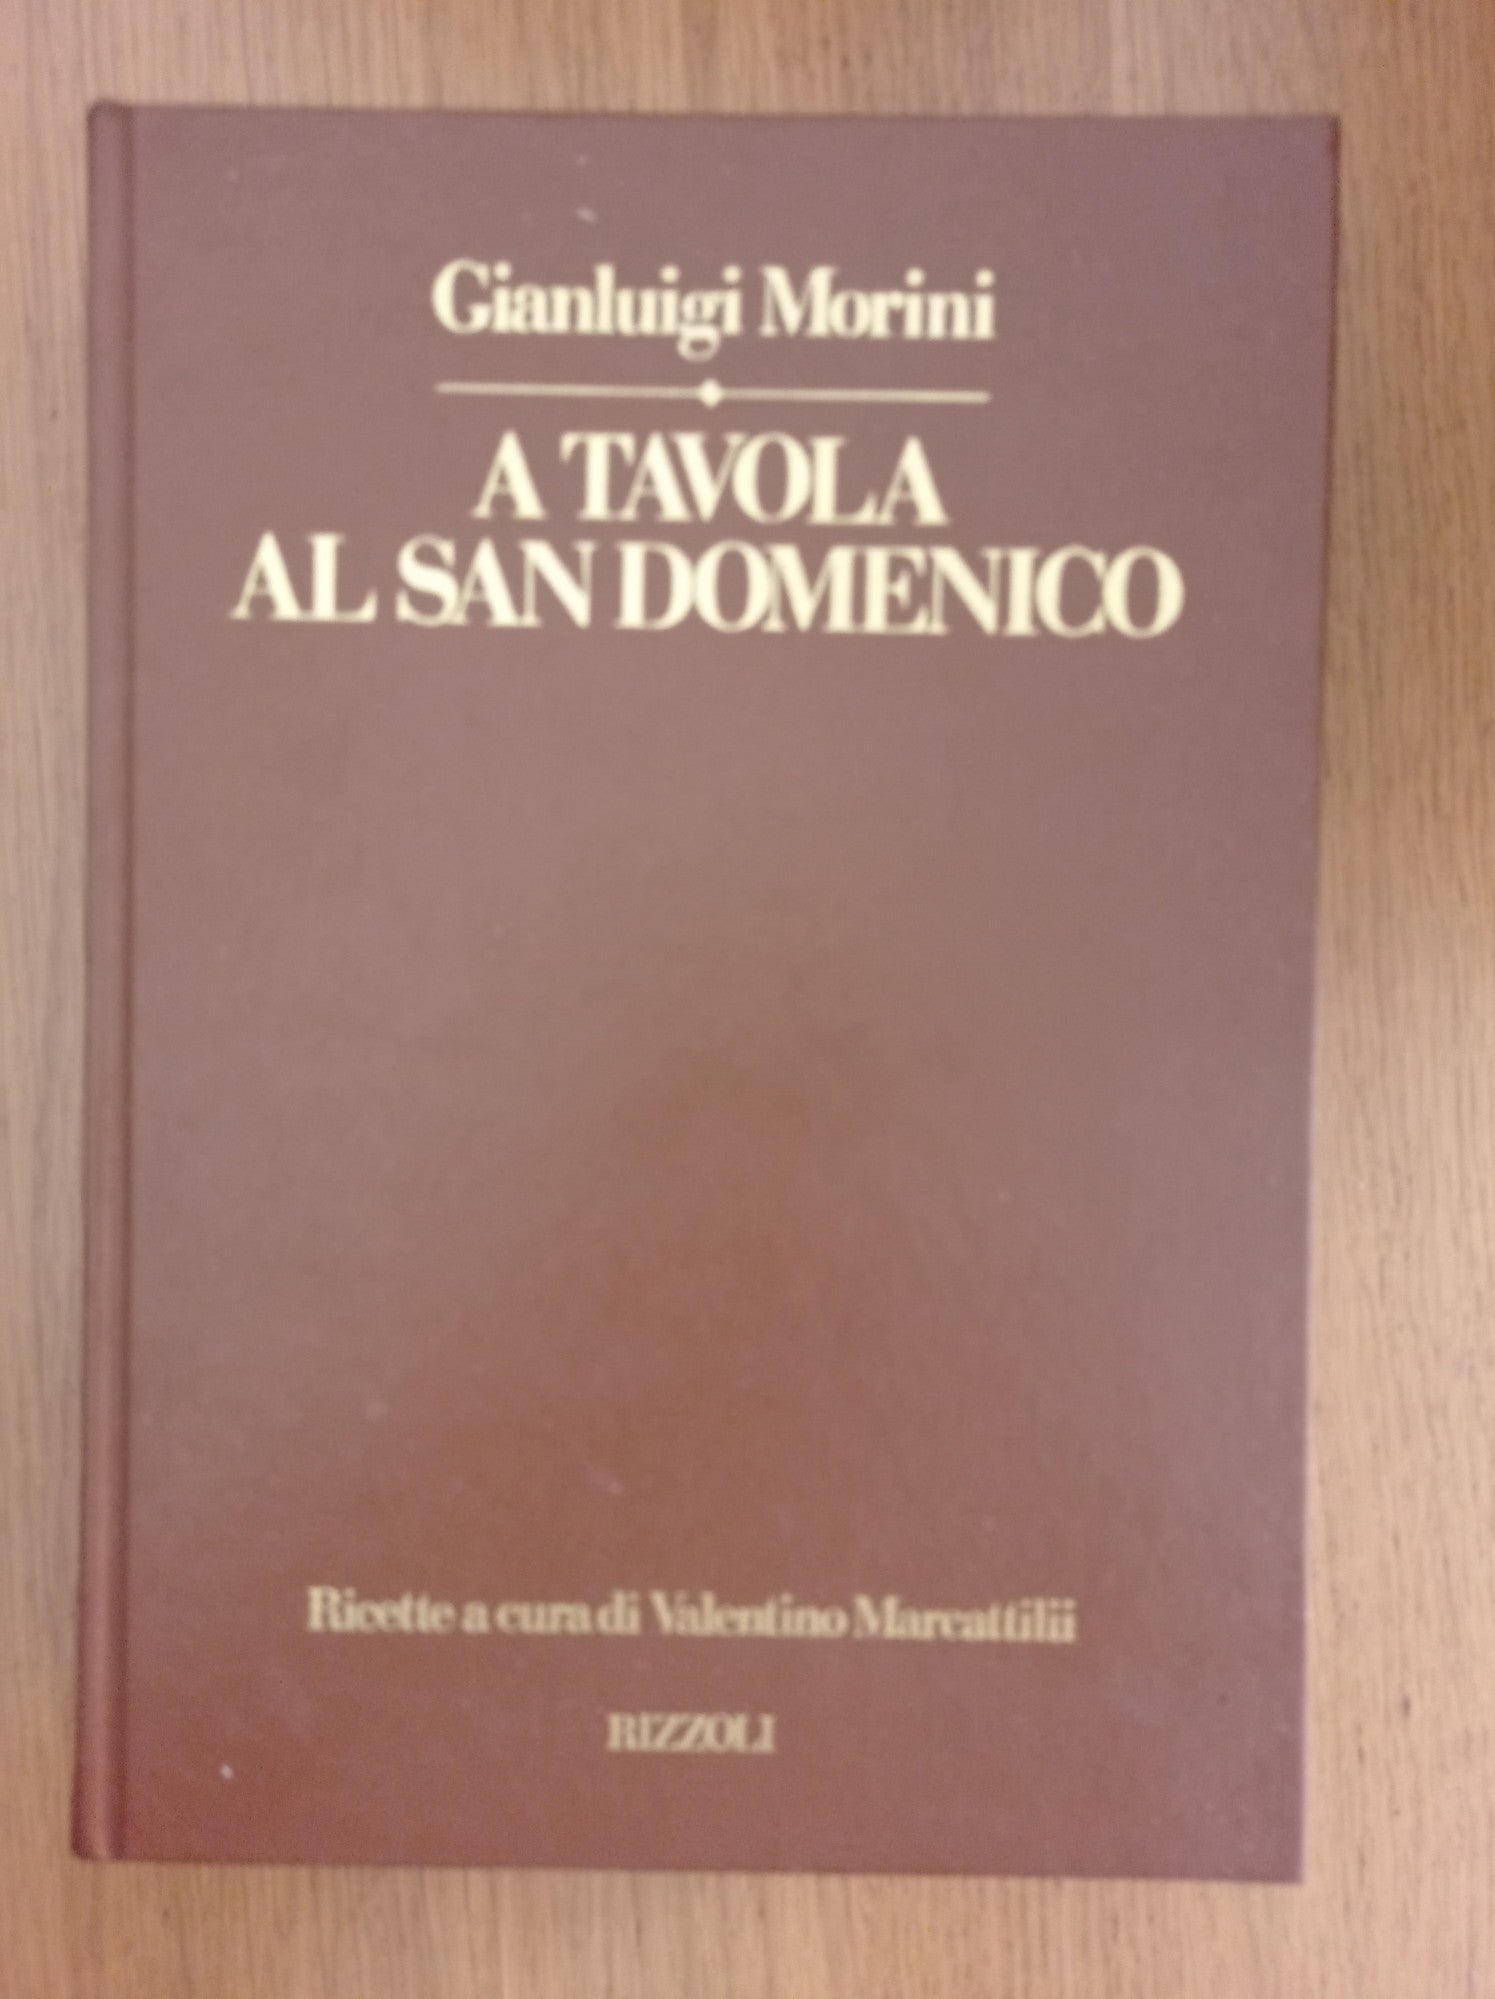 Gianluigi Morini
A TAVOLA
AL SAN DOMENICO
Ricette a cura di Valentino Marcattilii
RIZZOLI